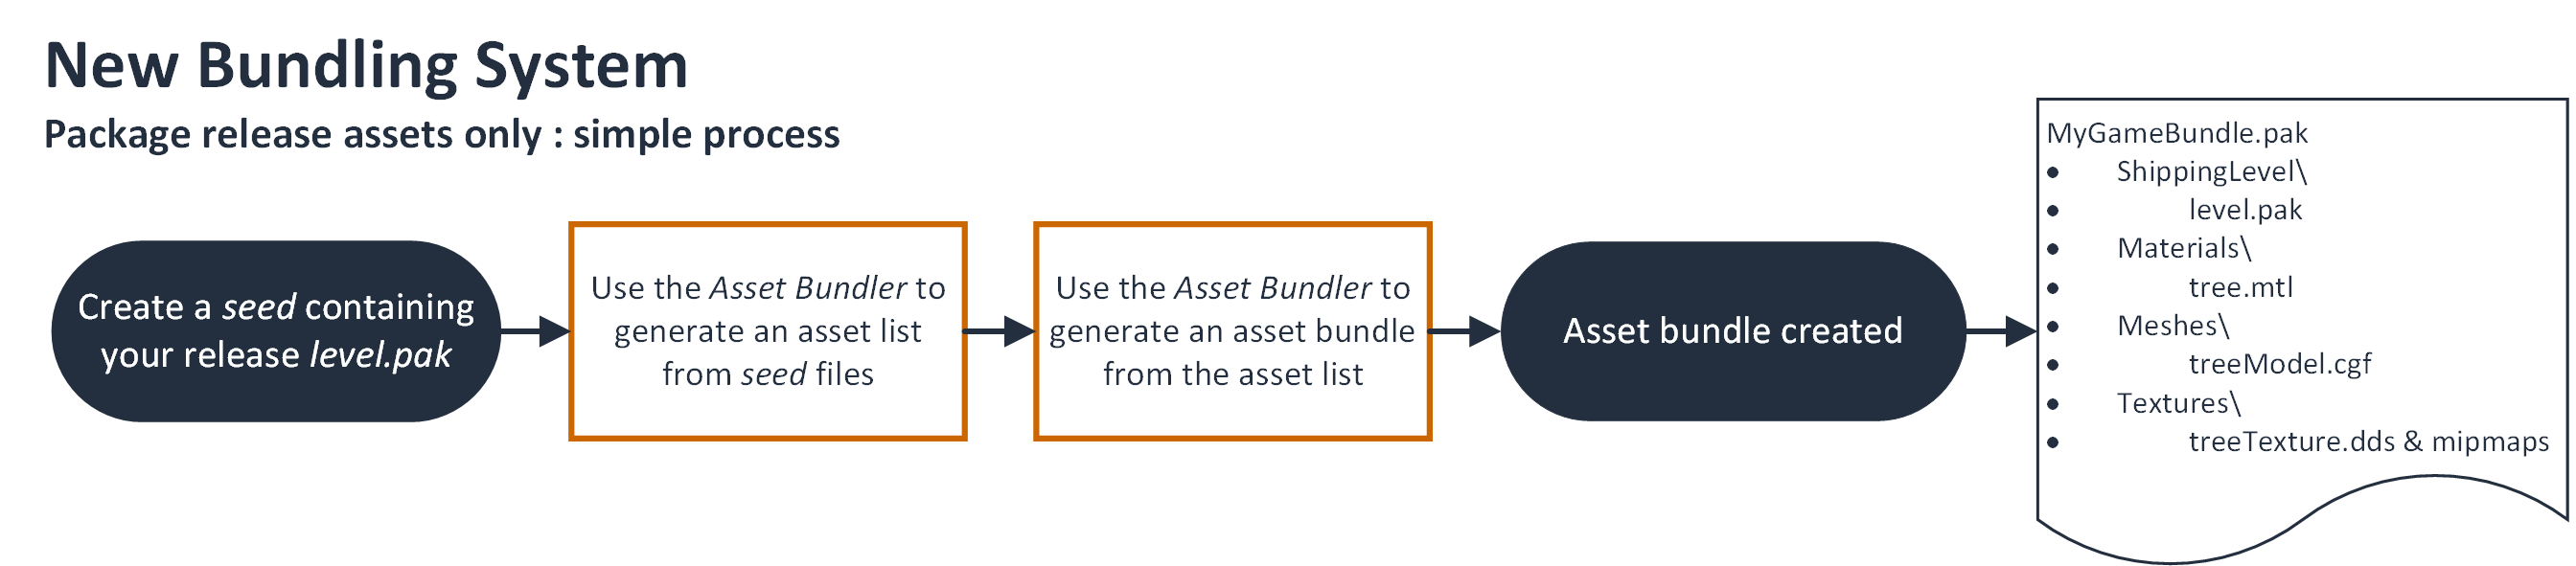 New Bundling System
Package release assets only : simple process
Create a seed containing
your release level.pak
Use the Asset Bundler to
generate an asset list
from seed files
Use the Asset Bundler to
generate an asset bundle
from the asset list
Asset bundle created
MyGameBundle.pak
• ShippingLevel\
• level.pak
• Materials\
• tree.mtl
• Meshes\
• treeModel.cgf
• Textures\
• treeTexture.dds & mipmaps